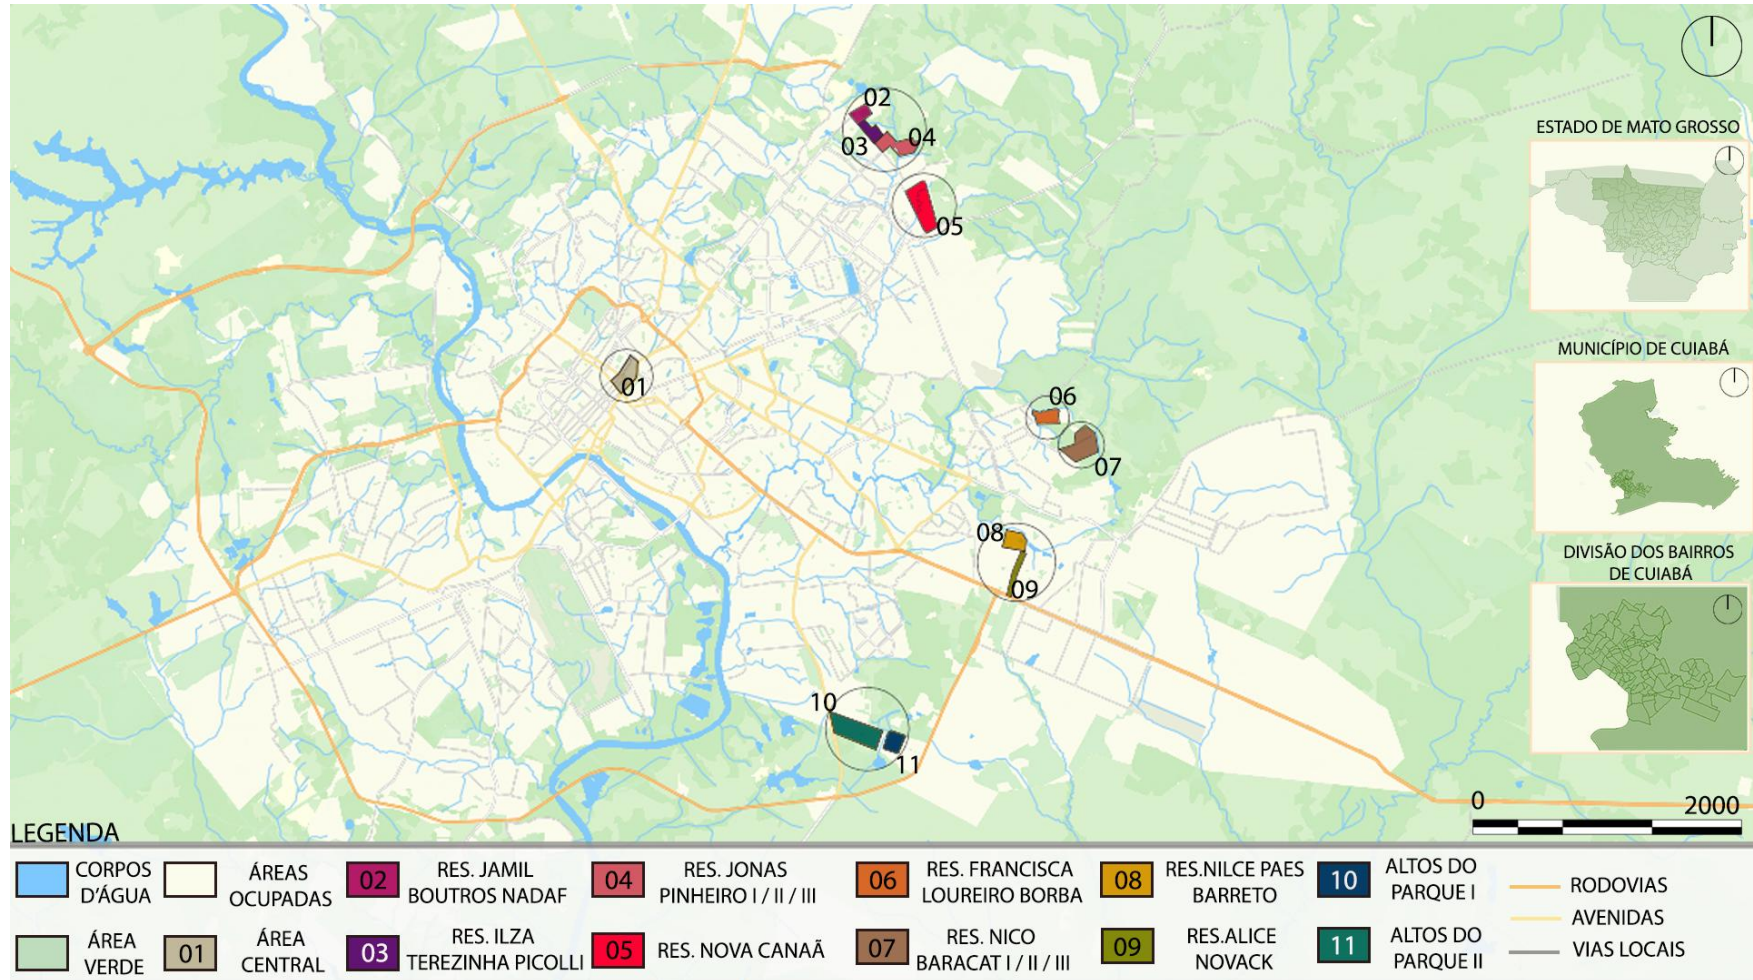 02
03
04
05
01
06
07
08
09
10
11
ESTADO DE MATO GROSSO
MUNICÍPIO DE CUIABÁ
DIVISÃO DOS BAIRROS
DE CUIABÁ
0
2000
LEGENDA
CORPOS
D'ÁGUA
ÁREAS
OCUPADAS
02
RES. JAMIL
BOUTROS NADAF
04
RES. JONAS
PINHEIRO I / II / III
06
RES. FRANCISCA
LOUREIRO BORBA
08
RES.NILCE PAES
BARRETO
10
ALTOS DO
PARQUE I
RODOVIAS
AVENIDAS
VIAS LOCAIS
ÁREA
VERDE
01
ÁREA
CENTRAL
03
RES. ILZA
TEREZINHA PICOLLI
05
RES. NOVA CANAÃ
07
RES. NICO
BARACAT I / II / III
09
RES.ALICE
NOVACK
11
ALTOS DO
PARQUE II